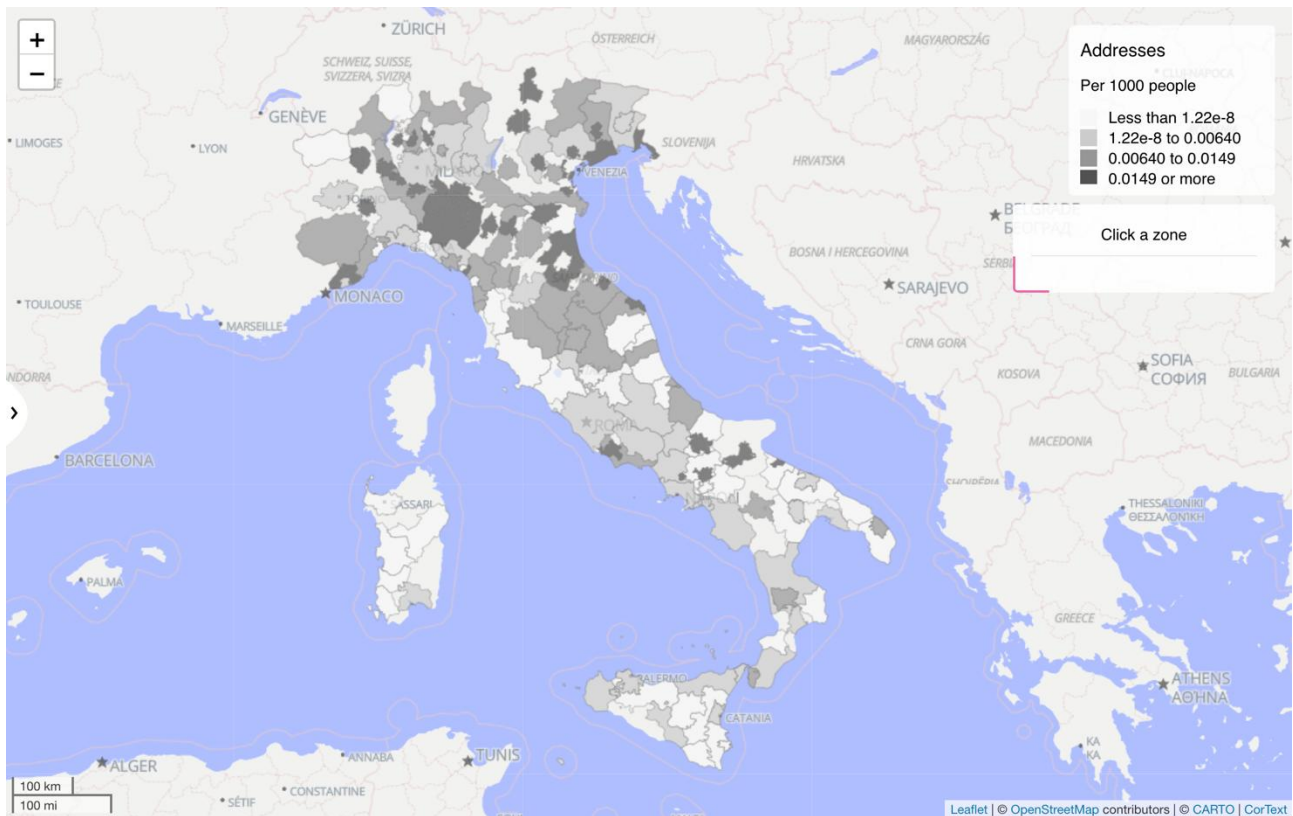 +
−
ZÜRICH
ÖSTERREICH
MAGYARORSZÁG
SCHWEIZ, SUISSE,
SVIZZERA, SVIZRA
GENÈVE
LIMOGES
LYON
SLOVENIJA
HRVATSKA
VENEZIA
BOSNA I HERCEGOVINA
SARAJEVO
BELGRADE
TOULOUSE
MONACO
MARSEILLE
CRNA GORA
KOSOVA
SOFIA
СОФИЯ
BULGARIA
MACEDONIA
ROMA
BARCELONA
THESSALONIKI
ΘΕΣΣΑΛΟΝΙΚΗ
PALMA
GREECE
PALERMO
CATANIA
ATHENS
ΑΘΗΝΑ
KA
KA
ALGER
ANNABA
TUNIS
CONSTANTINE
SÉTIF
Addresses
Per 1000 people
Less than 1.22e-8
1.22e-8 to 0.00640
0.00640 to 0.0149
0.0149 or more
Click a zone
100 km
100 mi
Leaflet | © OpenStreetMap contributors | © CARTO | CorText